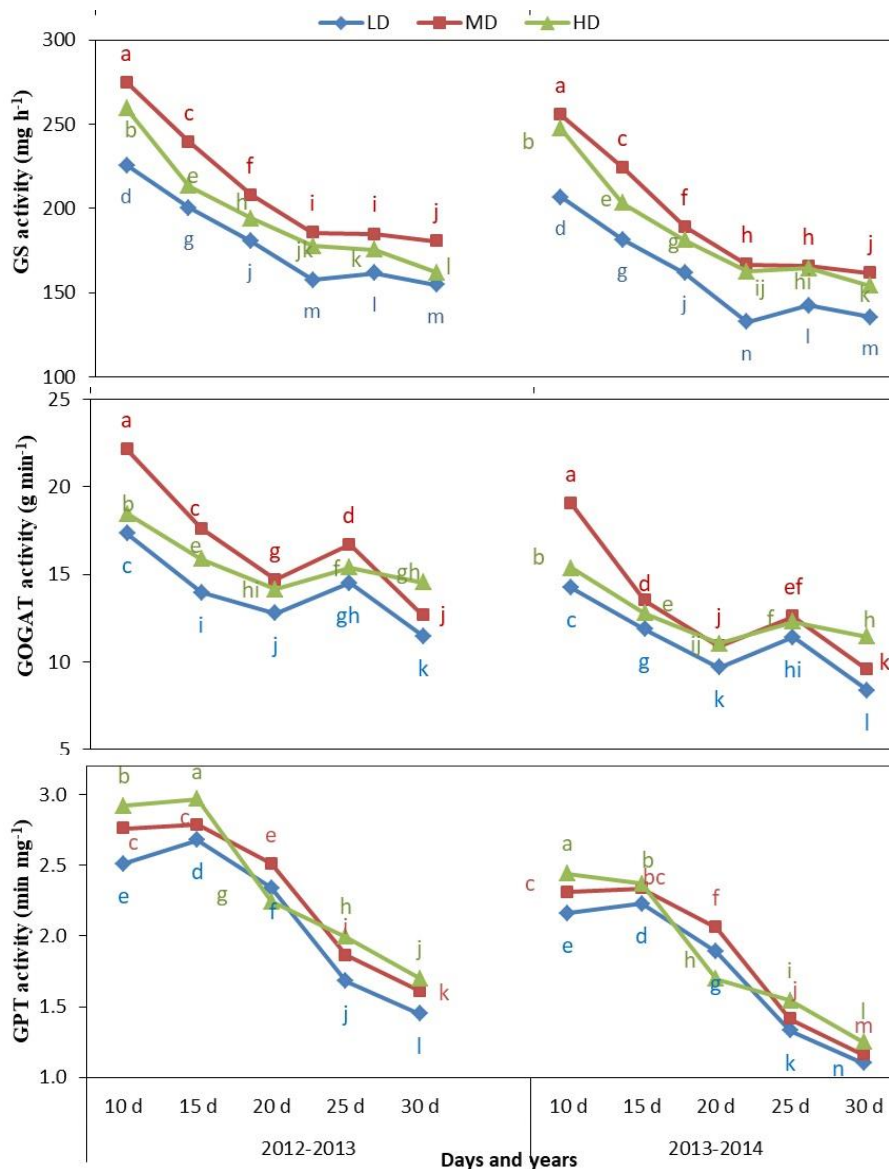 LD MD HD
300
250
200
150
100
GS activity (mg h⁻¹)
a
c
f
i
i
j
b
e
h
jk
k
l
d
g
j
m
l
m
a
c
f
h
h
j
b
e
g
ij
hi
k
d
g
j
n
l
m
25
20
15
10
5
GOGAT activity (g min⁻¹)
a
c
g
d
j
b
e
hi
f
gh
c
i
j
gh
k
a
d
j
ef
k
b
e
ij
f
h
c
g
k
hi
l
3.0
2.5
2.0
1.5
1.0
GPT activity (min mg⁻¹)
b
a
g
h
j
c
c
e
i
k
e
d
f
j
l
a
b
h
i
l
c
bc
f
j
m
e
d
g
k
n
10 d 15 d 20 d 25 d 30 d 10 d 15 d 20 d 25 d 30 d
2012-2013 2013-2014
Days and years